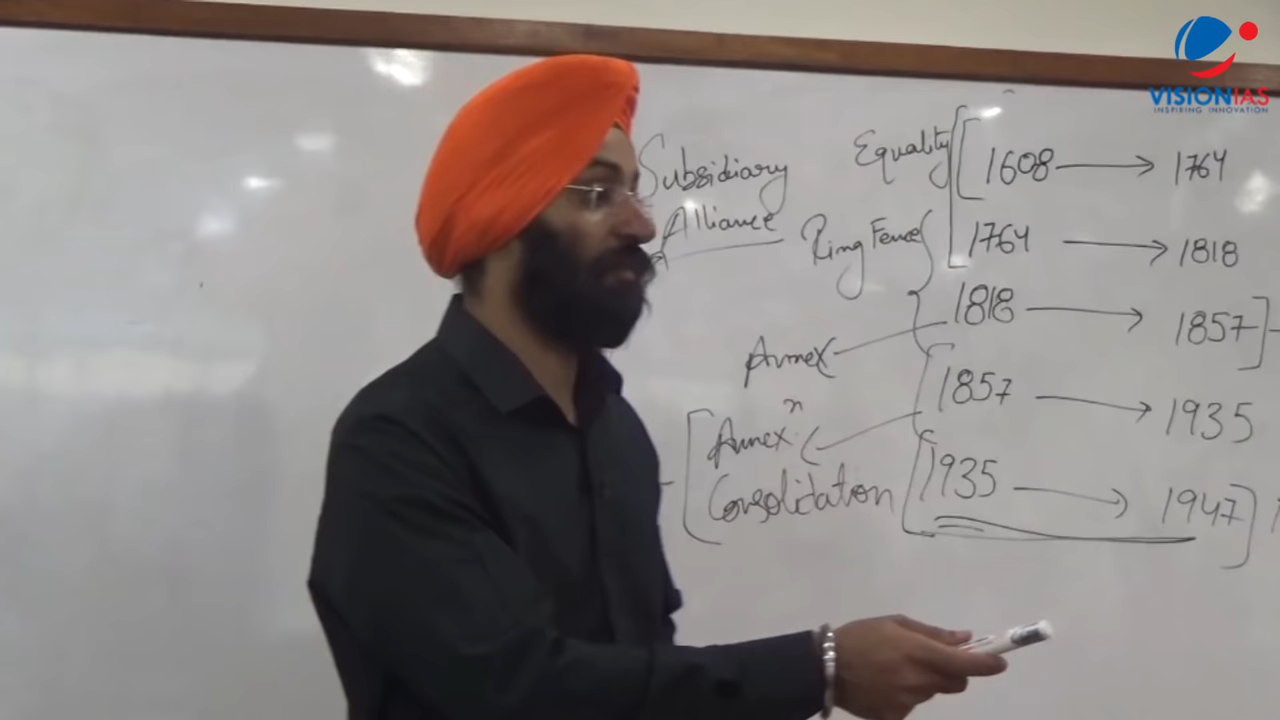 VISIONIAS
INSPIRING INNOVATION
Subsidiary
Alliance
Equality [ 1608 → 1764
Ring Fence 1764 → 1818
Annex 1818 → 1857 ]
Annexn 1857 → 1935
Consolidation 1935 → 1947 ]